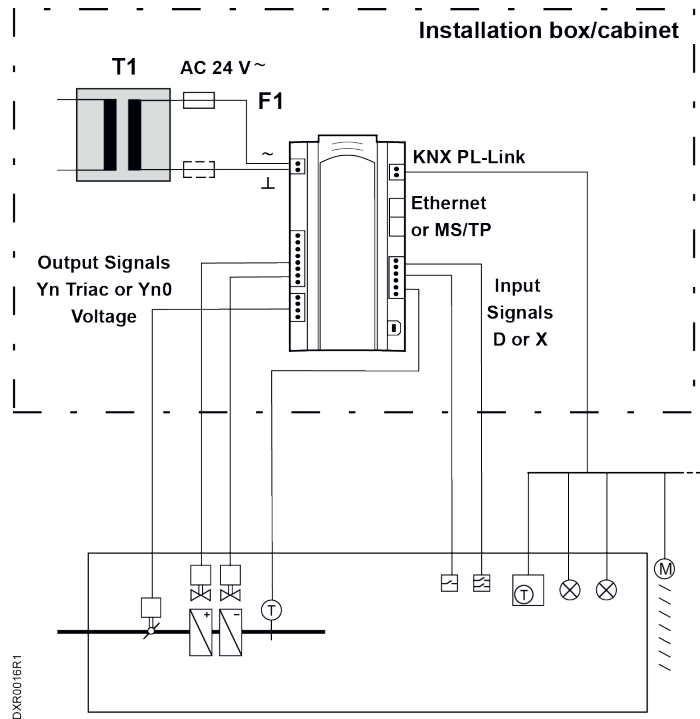 Installation box/cabinet
T1
AC 24 V~
F1
~
⊥
KNX PL-Link
Ethernet
or MS/TP
Output Signals
Yn Triac or Yn0
Voltage
Input
Signals
D or X
M
T
T
+
−
DXR0016R1